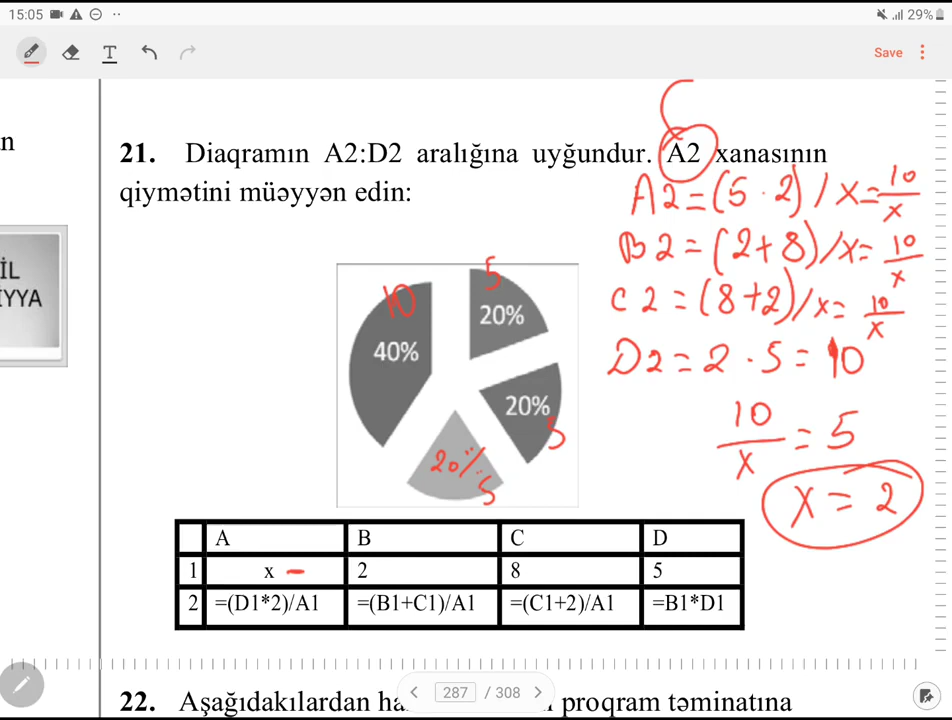 15:05
29%
T
Save
n
İL
İYYA
21. Diaqramın A2:D2 aralığına uyğundur. A2 xanasının
qiymətini müəyyən edin:
A2=(5·2)/x=10/x
B2=(2+8)/x=10/x
C2=(8+2)/x=10/x
D2=2·5=10
10/x=5
x=2
10
40%
5
20%
20%
5
20%
5
A B C D
1 x – 2 8 5
2 =(D1*2)/A1 =(B1+C1)/A1 =(C1+2)/A1 =B1*D1
22. Aşağıdakılardan proqram təminatına
287 / 308